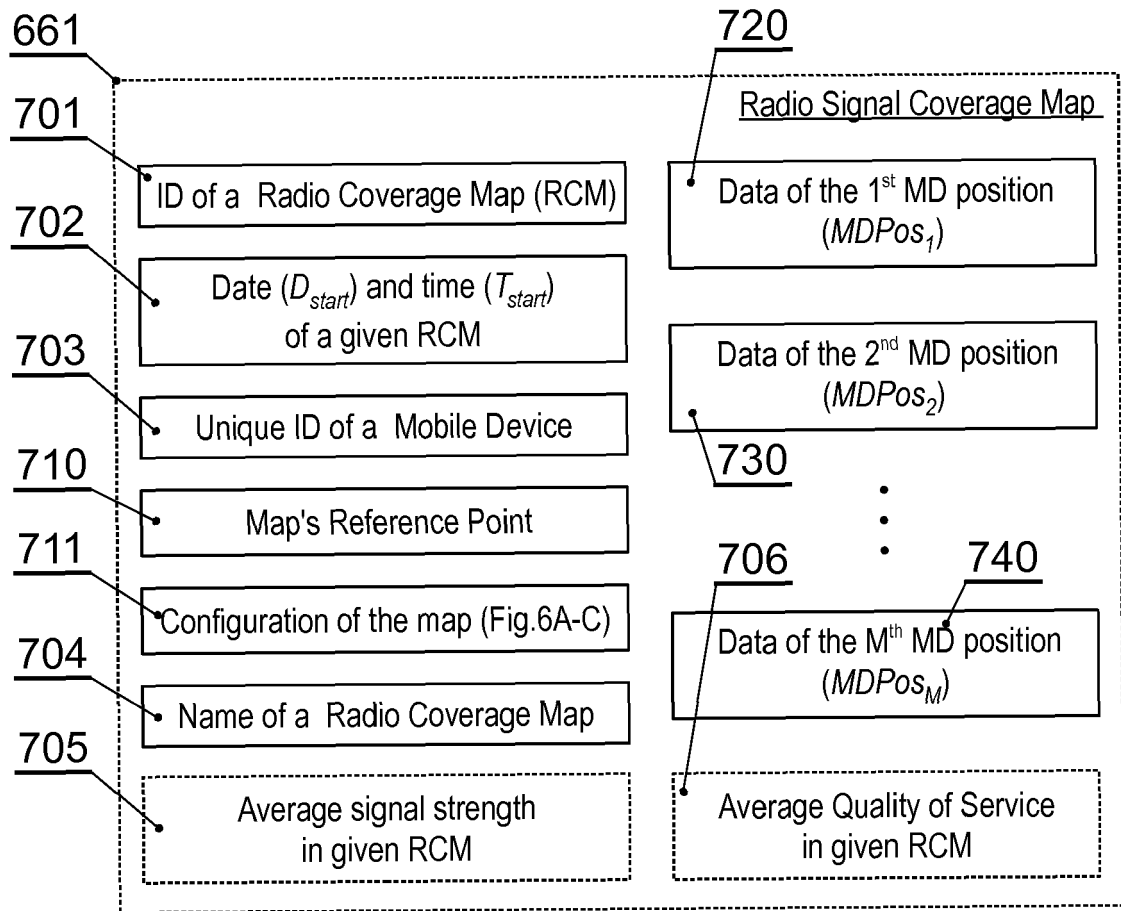 661
720
Radio Signal Coverage Map
701
ID of a Radio Coverage Map (RCM)
Data of the 1st MD position
(MDPos1)
702
Date (Dstart) and time (Tstart)
of a given RCM
703
Data of the 2nd MD position
(MDPos2)
Unique ID of a Mobile Device
730
710
Map's Reference Point
711
706
740
Configuration of the map (Fig.6A-C)
Data of the Mth MD position
(MDPosM)
704
Name of a Radio Coverage Map
705
Average signal strength
in given RCM
Average Quality of Service
in given RCM